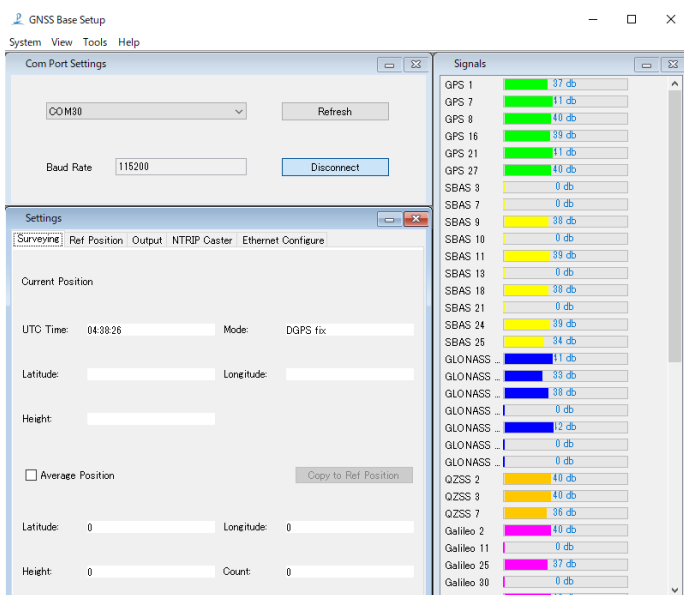 GNSS Base Setup
System View Tools Help
Com Port Settings
COM30
Refresh
Baud Rate 115200
Disconnect
Settings
Surveying Ref Position Output NTRIP Caster Ethernet Configure
Current Position
UTC Time: 04:38:26 Mode: DGPS fix
Latitude: Longitude:
Height:
Average Position Copy to Ref Position
Latitude: 0 Longitude: 0
Height: 0 Count: 0
Signals
GPS 1 37 db
GPS 7 41 db
GPS 8 40 db
GPS 16 39 db
GPS 21 41 db
GPS 27 40 db
SBAS 3 0 db
SBAS 7 0 db
SBAS 9 38 db
SBAS 10 0 db
SBAS 11 39 db
SBAS 13 0 db
SBAS 18 38 db
SBAS 21 0 db
SBAS 24 39 db
SBAS 25 34 db
GLONASS ... 41 db
GLONASS ... 33 db
GLONASS ... 38 db
GLONASS ... 0 db
GLONASS ... 42 db
GLONASS ... 0 db
GLONASS ... 0 db
QZSS 2 40 db
QZSS 3 40 db
QZSS 7 36 db
Galileo 2 40 db
Galileo 11 0 db
Galileo 25 37 db
Galileo 30 0 db